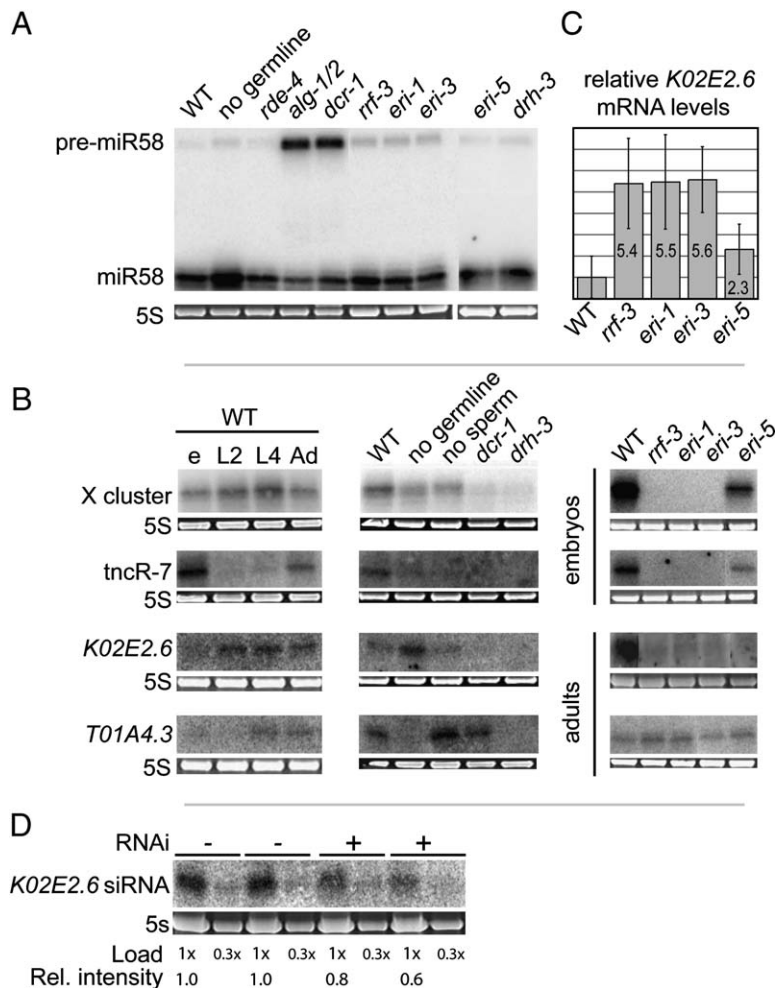 A
WT
no germline
rde-4
alg-1/2
dcr-1
rrf-3
eri-1
eri-3
eri-5
drh-3
pre-miR58
miR58
5S
C
relative K02E2.6
mRNA levels
5.4
5.5
5.6
2.3
WT
rrf-3
eri-1
eri-3
eri-5
B
WT
e L2 L4 Ad
WT
no germline
no sperm
dcr-1
drh-3
WT
rrf-3
eri-1
eri-3
eri-5
X cluster
5S
tncR-7
5S
embryos
K02E2.6
5S
T01A4.3
5S
adults
D
RNAi - - + +
K02E2.6 siRNA
5s
Load 1x 0.3x 1x 0.3x 1x 0.3x 1x 0.3x
Rel. intensity 1.0 1.0 0.8 0.6